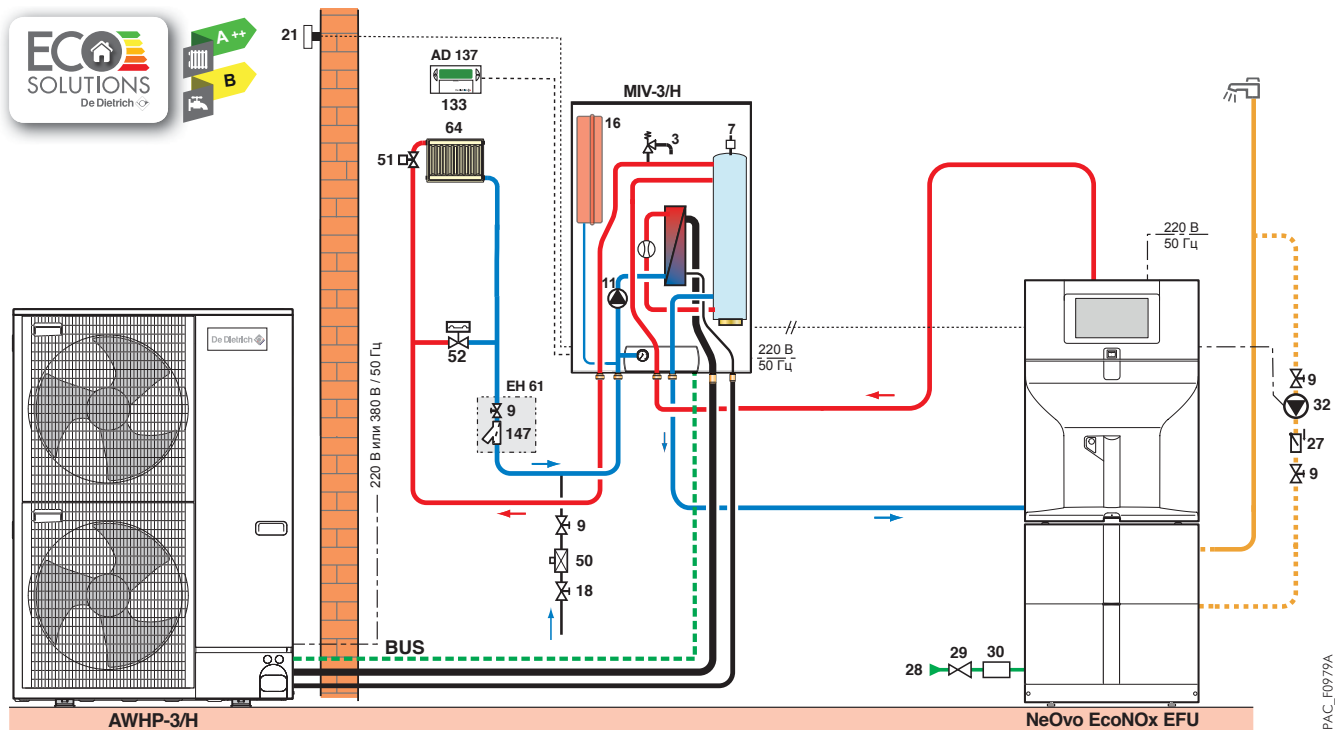 ECO
SOLUTIONS
De Dietrich
A++
B
21
AD 137
133
64
51
52
EH 61
9
147
9
50
18
220 В или 380 В / 50 Гц
BUS
De Dietrich
AWHP-3/H
MIV-3/H
16
3
7
11
220 В
50 Гц
220 В
50 Гц
9
32
27
9
28
29
30
NeOvo EcoNOx EFU
PAC_F0979A